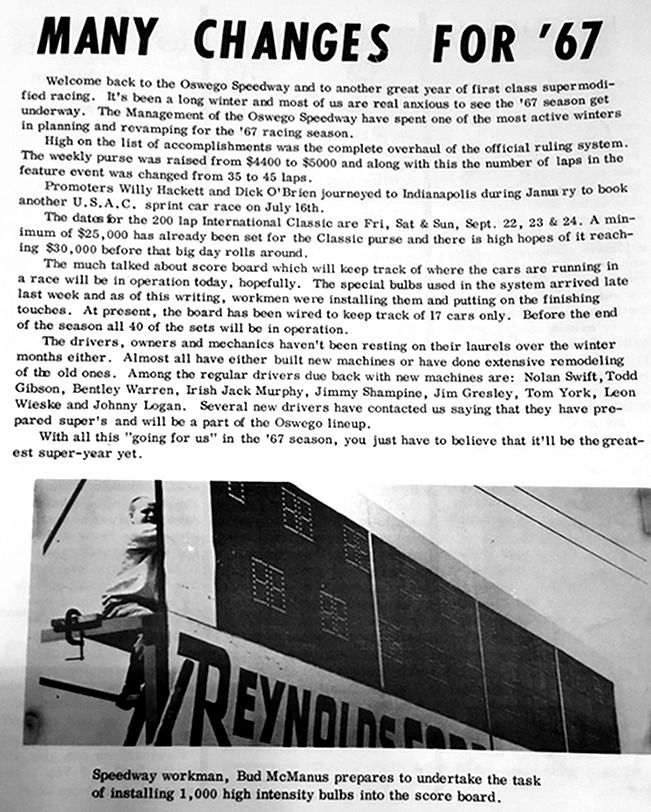 MANY CHANGES FOR '67
Welcome back to the Oswego Speedway and to another great year of first class supermodi-
fied racing. It's been a long winter and most of us are real anxious to see the '67 season get
underway. The Management of the Oswego Speedway have spent one of the most active winters
in planning and revamping for the '67 racing season.
High on the list of accomplishments was the complete overhaul of the official ruling system.
The weekly purse was raised from $4400 to $5000 and along with this the number of laps in the
feature event was changed from 35 to 45 laps.
Promoters Willy Hackett and Dick O'Brien journeyed to Indianapolis during January to book
another U.S.A.C. sprint car race on July 16th.
The dates for the 200 lap International Classic are Fri, Sat & Sun, Sept. 22, 23 & 24. A min-
imum of $25,000 has already been set for the Classic purse and there is high hopes of it reach-
ing $30,000 before that big day rolls around.
The much talked about score board which will keep track of where the cars are running in
a race will be in operation today, hopefully. The special bulbs used in the system arrived late
last week and as of this writing, workmen were installing them and putting on the finishing
touches. At present, the board has been wired to keep track of 17 cars only. Before the end
of the season all 40 of the sets will be in operation.
The drivers, owners and mechanics haven't been resting on their laurels over the winter
months either. Almost all have either built new machines or have done extensive remodeling
of the old ones. Among the regular drivers due back with new machines are: Nolan Swift, Todd
Gibson, Bentley Warren, Irish Jack Murphy, Jimmy Shampine, Jim Gresley, Tom York, Leon
Wieske and Johnny Logan. Several new drivers have contacted us saying that they have pre-
pared super's and will be a part of the Oswego lineup.
With all this "going for us" in the '67 season, you just have to believe that it'll be the great-
est super-year yet.
REYNOLDS
Speedway workman, Bud McManus prepares to undertake the task
of installing 1,000 high intensity bulbs into the score board.